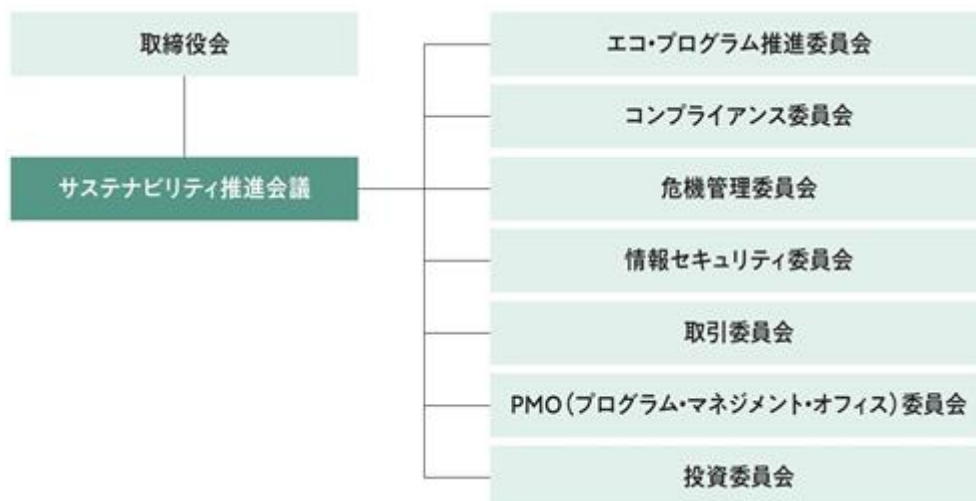 取締役会
サステナビリティ推進会議
エコ・プログラム推進委員会
コンプライアンス委員会
危機管理委員会
情報セキュリティ委員会
取引委員会
PMO（プログラム・マネジメント・オフィス）委員会
投資委員会